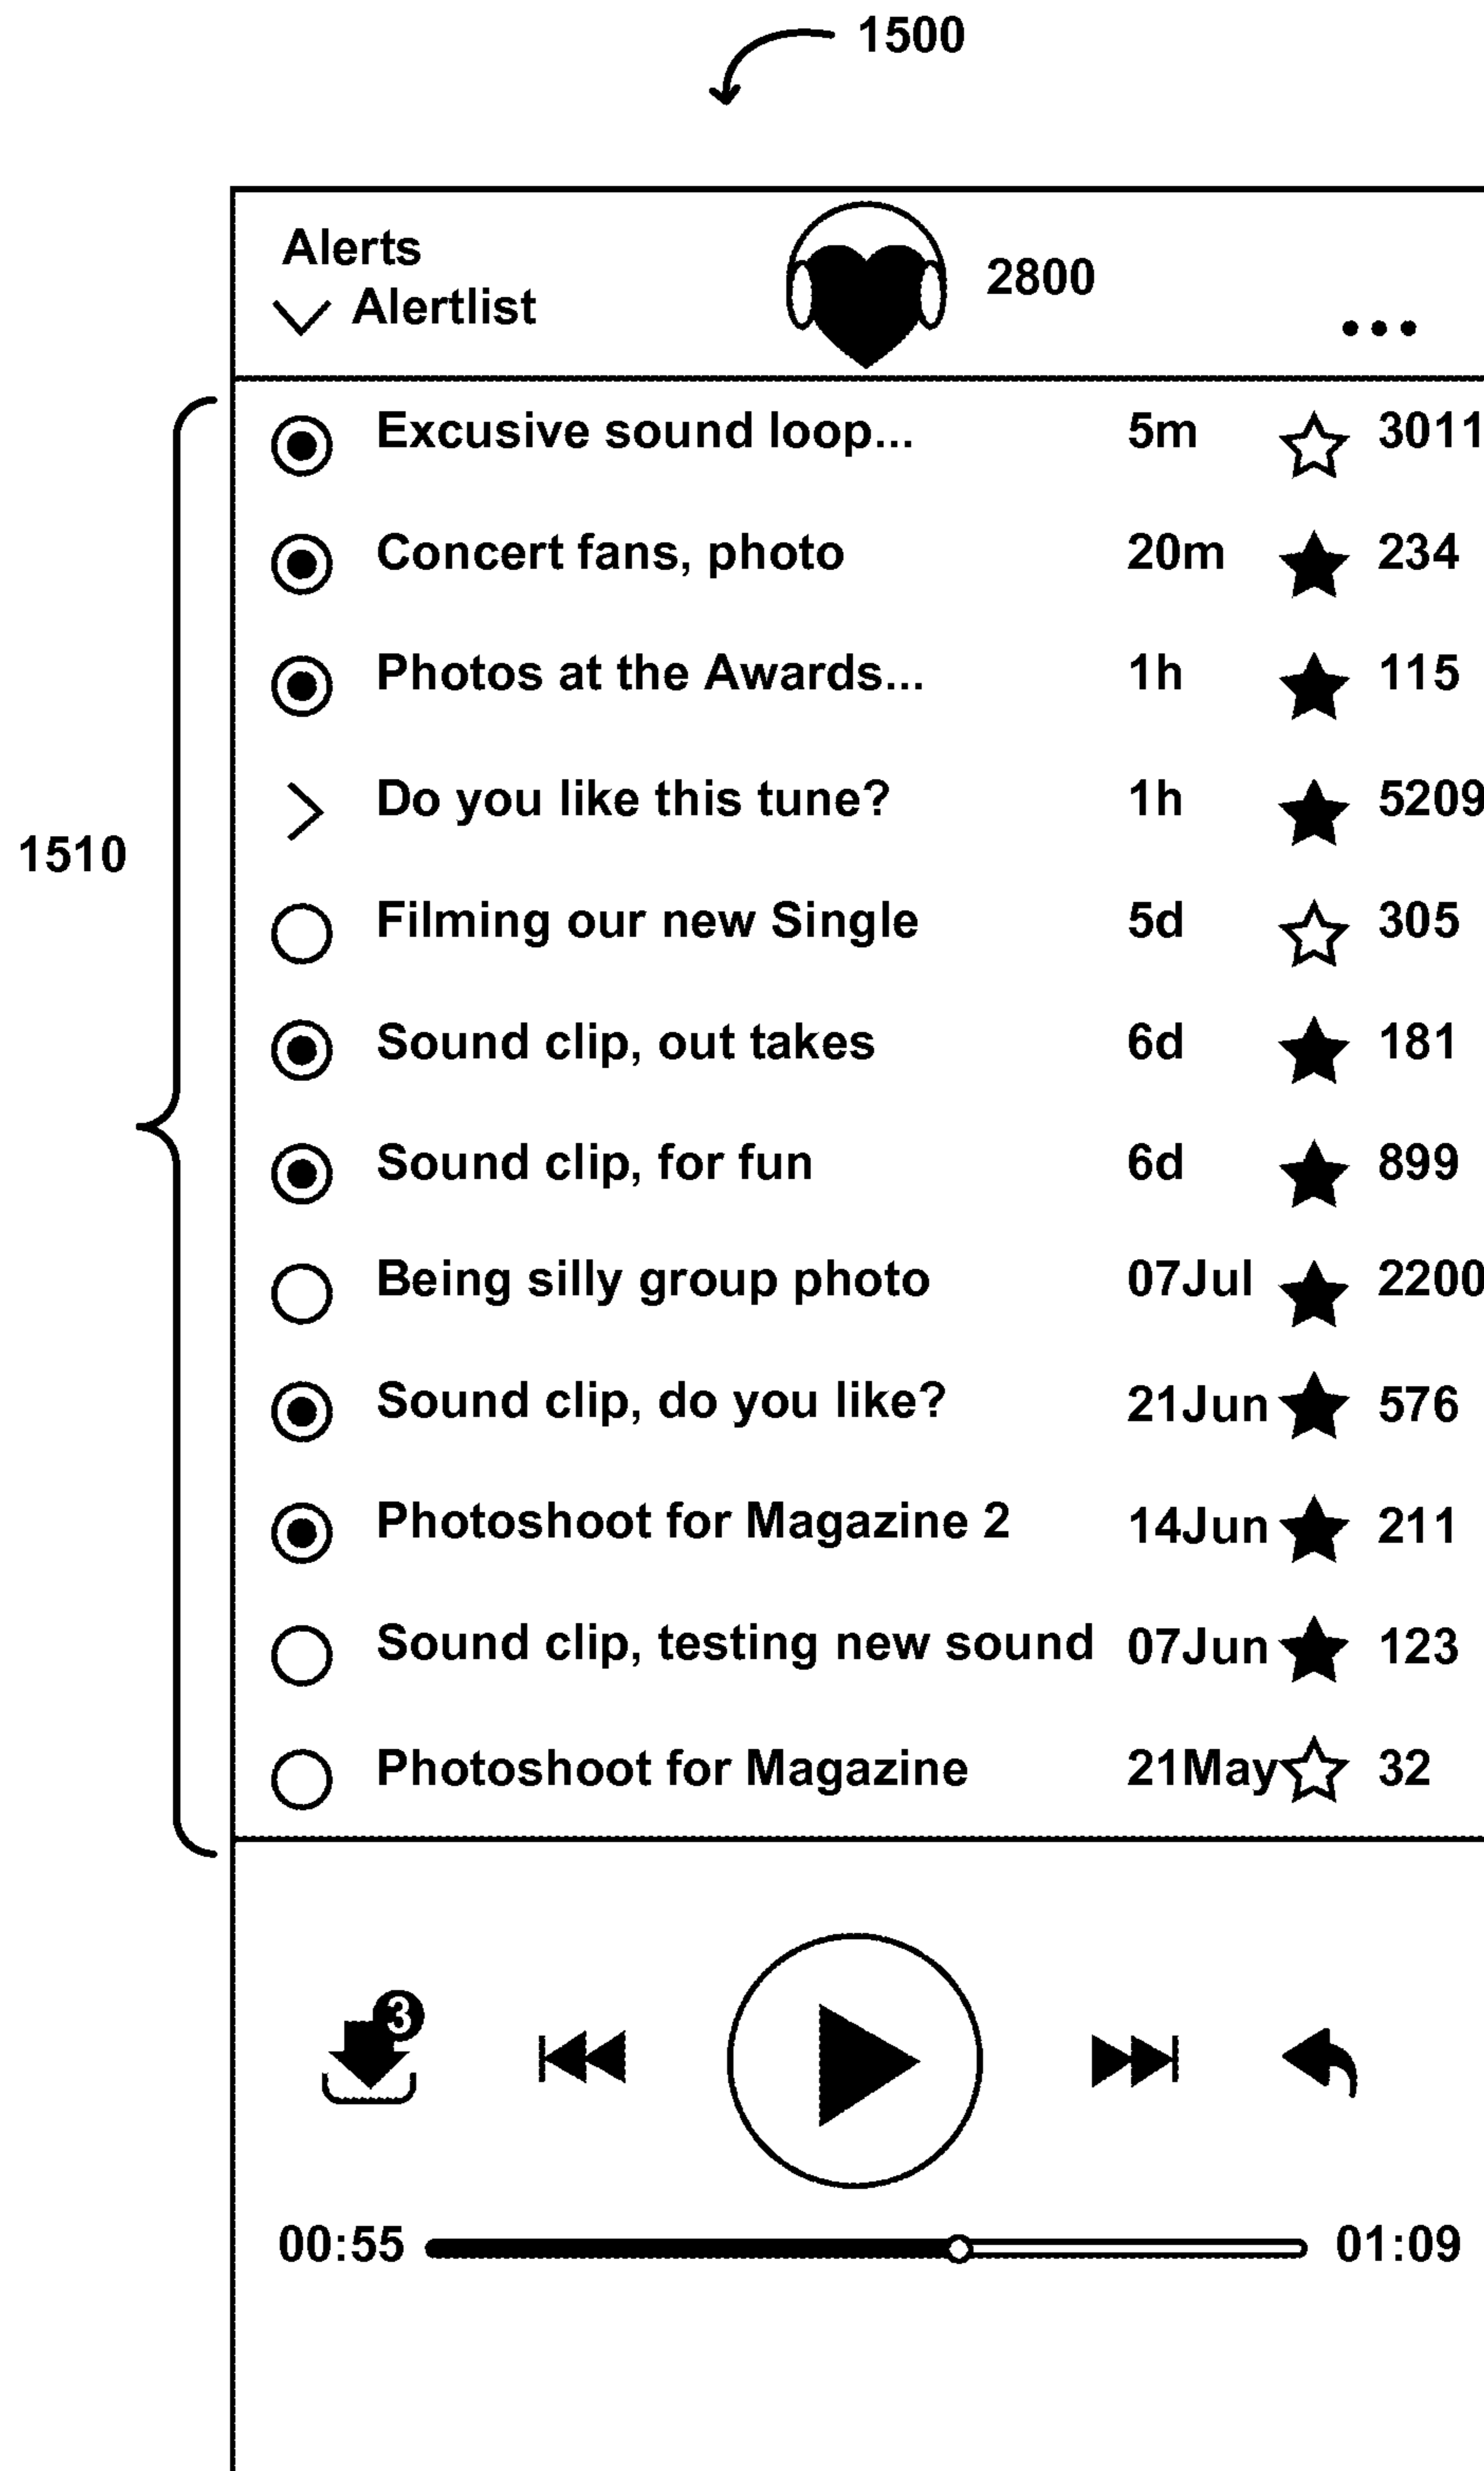 1500
Alerts
Alertlist
2800
Excusive sound loop... 5m 3011
Concert fans, photo 20m 234
Photos at the Awards... 1h 115
Do you like this tune? 1h 5209
1510
Filming our new Single 5d 305
Sound clip, out takes 6d 181
Sound clip, for fun 6d 899
Being silly group photo 07Jul 2200
Sound clip, do you like? 21Jun 576
Photoshoot for Magazine 2 14Jun 211
Sound clip, testing new sound 07Jun 123
Photoshoot for Magazine 21May 32
3
00:55 01:09